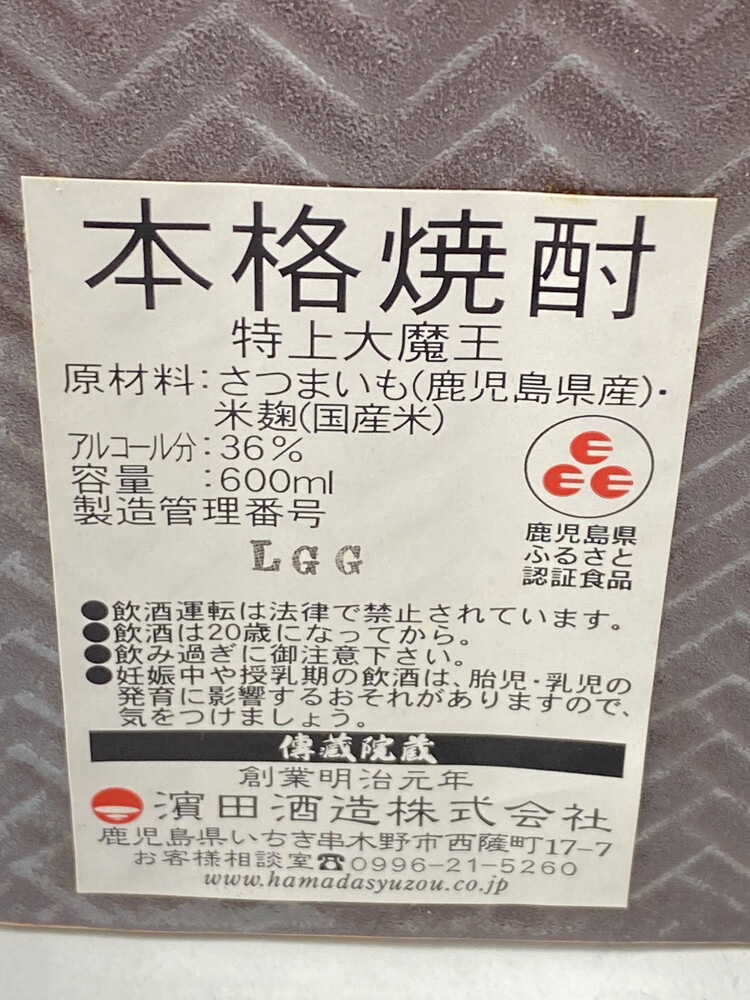 本格焼酎
特上大魔王
原材料:さつまいも(鹿児島県産)・
米麹(国産米)
アルコール分:36%
容量 :600ml
製造管理番号
LGG
鹿児島県
ふるさと
認証食品
●飲酒運転は法律で禁止されています。
●飲酒は20歳になってから。
●飲み過ぎに御注意下さい。
●妊娠中や授乳期の飲酒は、胎児・乳児の
発育に影響するおそれがありますので、
気をつけましょう。
傳藏院蔵
創業明治元年
濵田酒造株式会社
鹿児島県いちき串木野市西薩町17-7
お客様相談室☎0996-21-5260
www.hamadasyuzou.co.jp